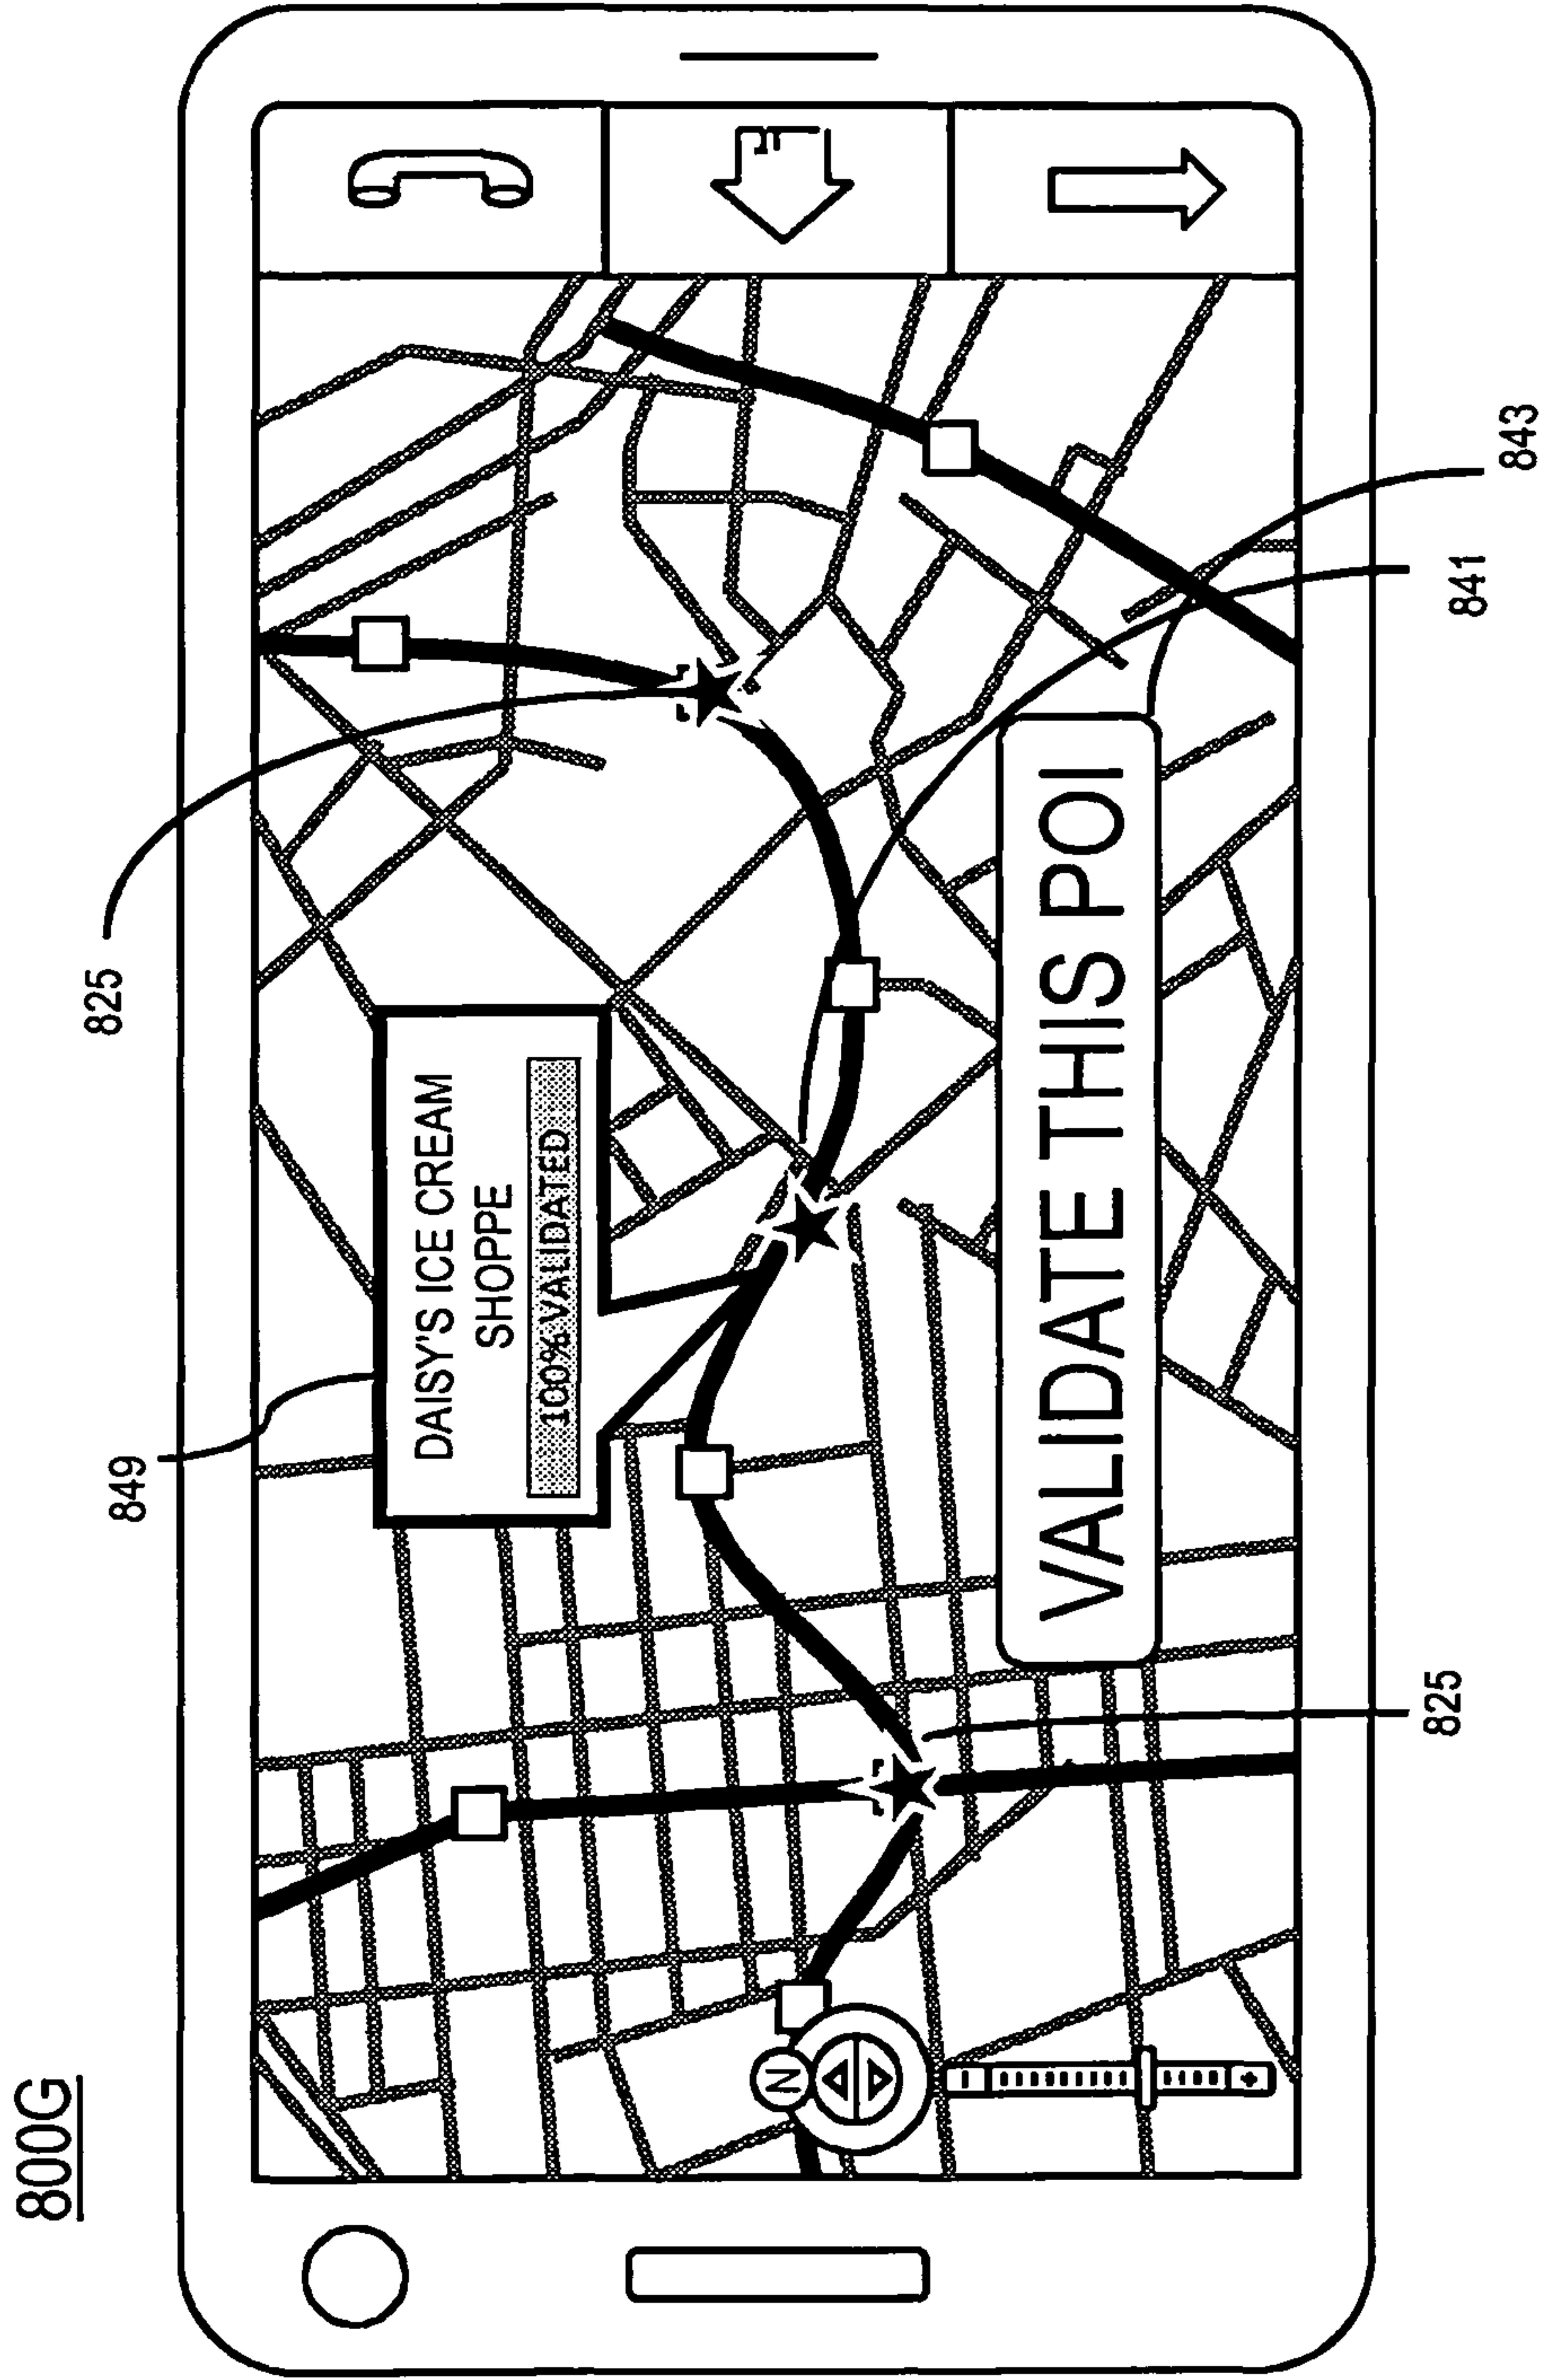 800G
849
825
DAISY'S ICE CREAM
SHOPPE
100% VALIDATED
N
-
+
VALIDATE THIS POI
825
841
843